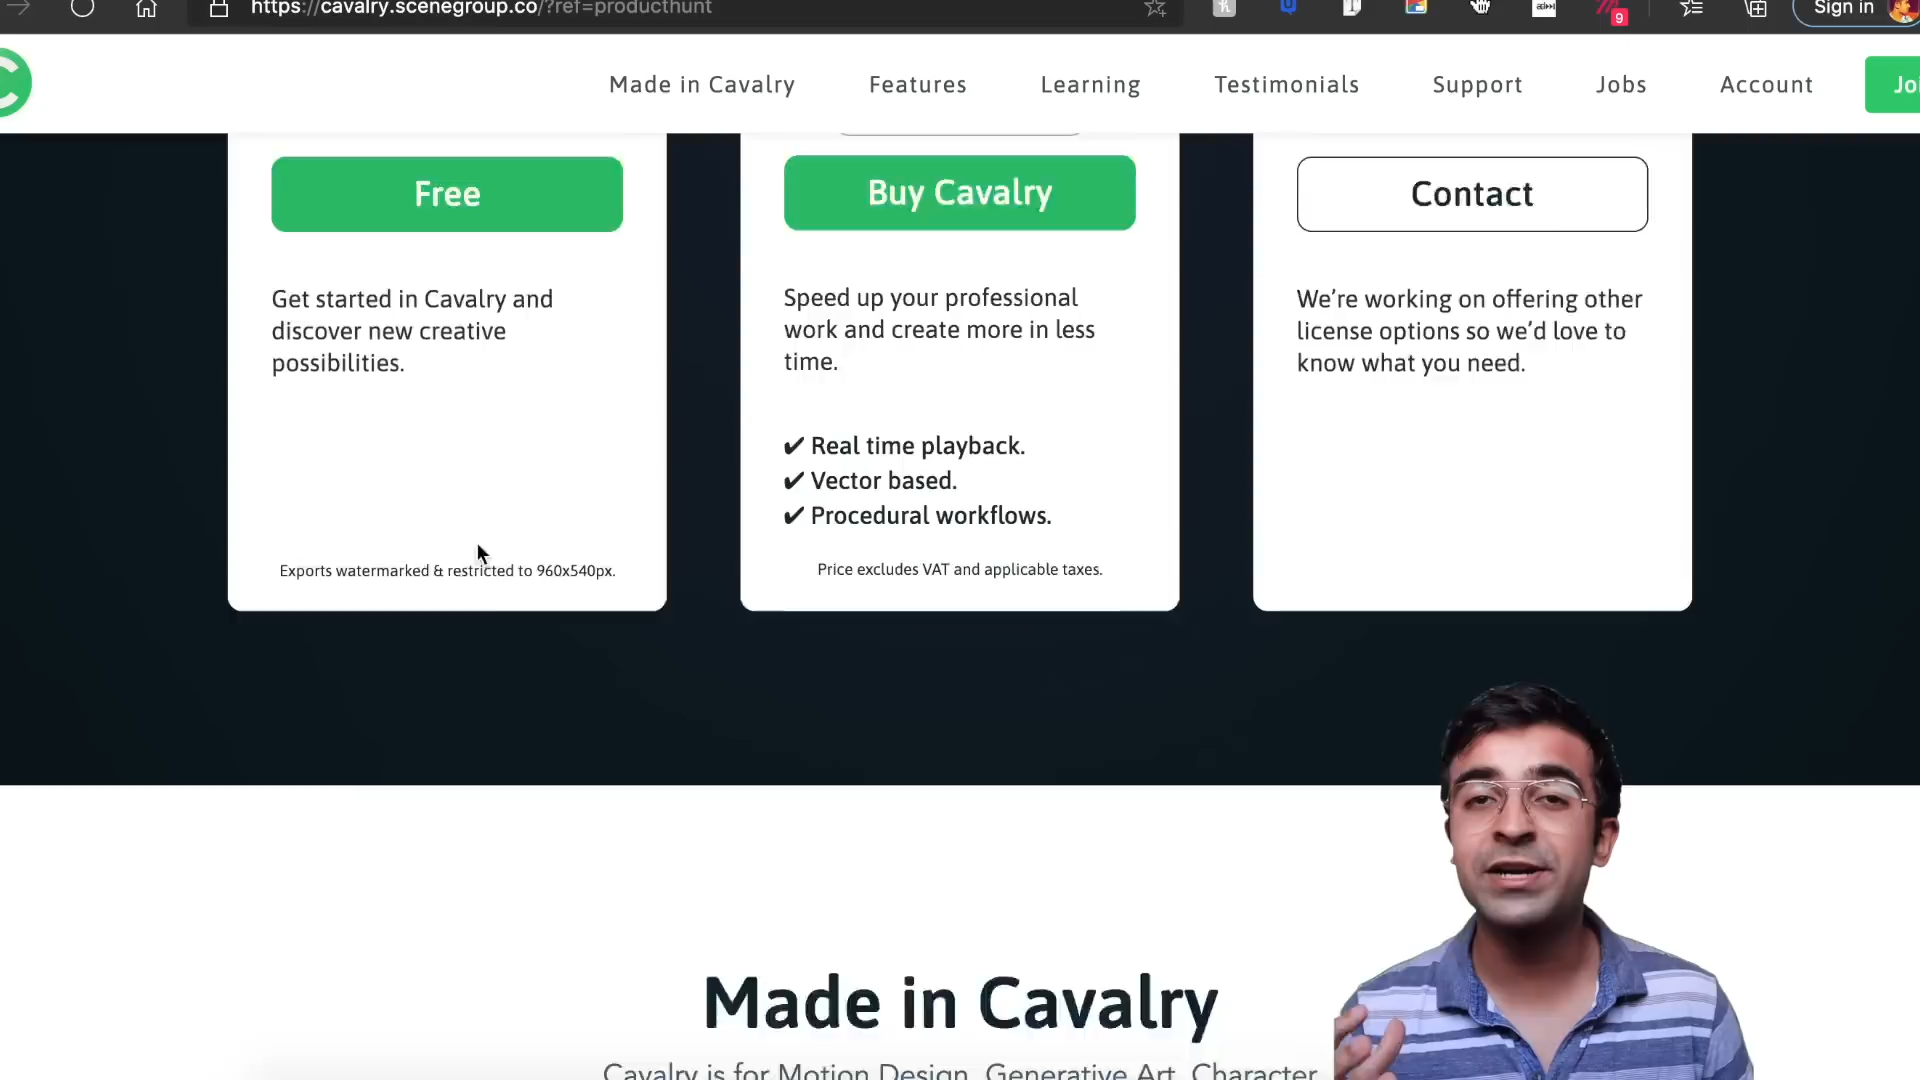 https://cavalry.scenegroup.co/?ref=producthunt
9
Sign in
Made in Cavalry
Features
Learning
Testimonials
Support
Jobs
Account
Free
Get started in Cavalry and
discover new creative
possibilities.
Exports watermarked & restricted to 960x540px.
Buy Cavalry
Speed up your professional
work and create more in less
time.
✔ Real time playback.
✔ Vector based.
✔ Procedural workflows.
Price excludes VAT and applicable taxes.
Contact
We're working on offering other
license options so we'd love to
know what you need.
Made in Cavalry
Cavalry is for Motion Design, Generative Art, Character